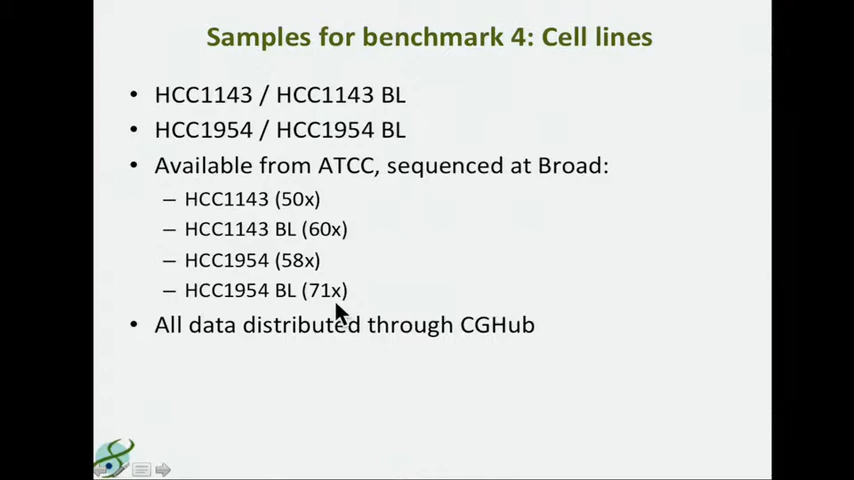 Samples for benchmark 4: Cell lines
• HCC1143 / HCC1143 BL
• HCC1954 / HCC1954 BL
• Available from ATCC, sequenced at Broad:
– HCC1143 (50x)
– HCC1143 BL (60x)
– HCC1954 (58x)
– HCC1954 BL (71x)
• All data distributed through CGHub